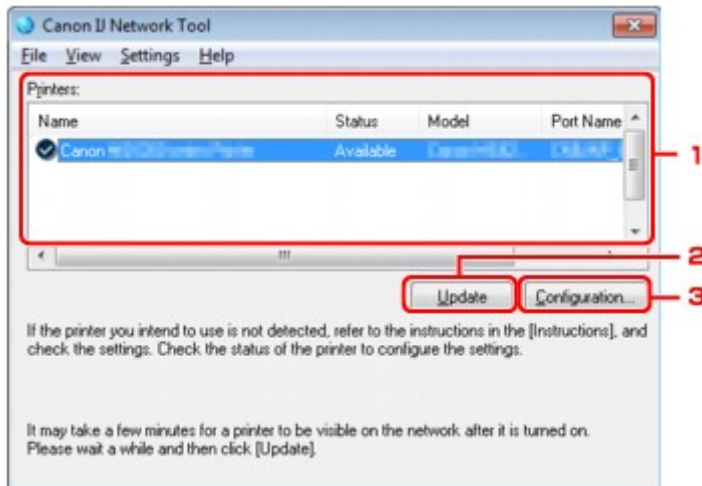 Canon IJ Network Tool
File View Settings Help
Printers:
Name Status Model Port Name
Canon Available
1
2
Update Configuration...
3
If the printer you intend to use is not detected, refer to the instructions in the [Instructions], and
check the settings. Check the status of the printer to configure the settings.
It may take a few minutes for a printer to be visible on the network after it is turned on.
Please wait a while and then click [Update].